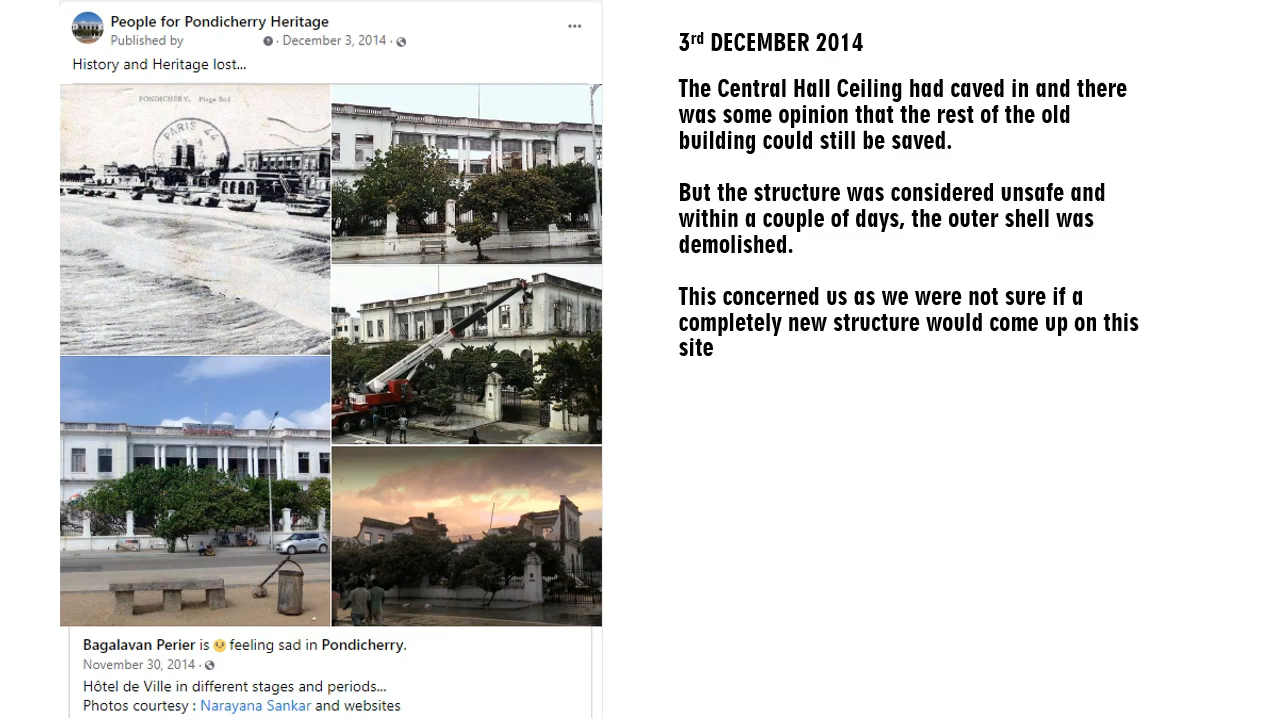 People for Pondicherry Heritage
Published by
December 3, 2014
History and Heritage lost...
PONDICHERY.
PARIS 44
Bagalavan Perier is feeling sad in Pondicherry.
November 30, 2014
Hôtel de Ville in different stages and periods...
Photos courtesy : Narayana Sankar and websites
3rd DECEMBER 2014
The Central Hall Ceiling had caved in and there
was some opinion that the rest of the old
building could still be saved.
But the structure was considered unsafe and
within a couple of days, the outer shell was
demolished.
This concerned us as we were not sure if a
completely new structure would come up on this
site